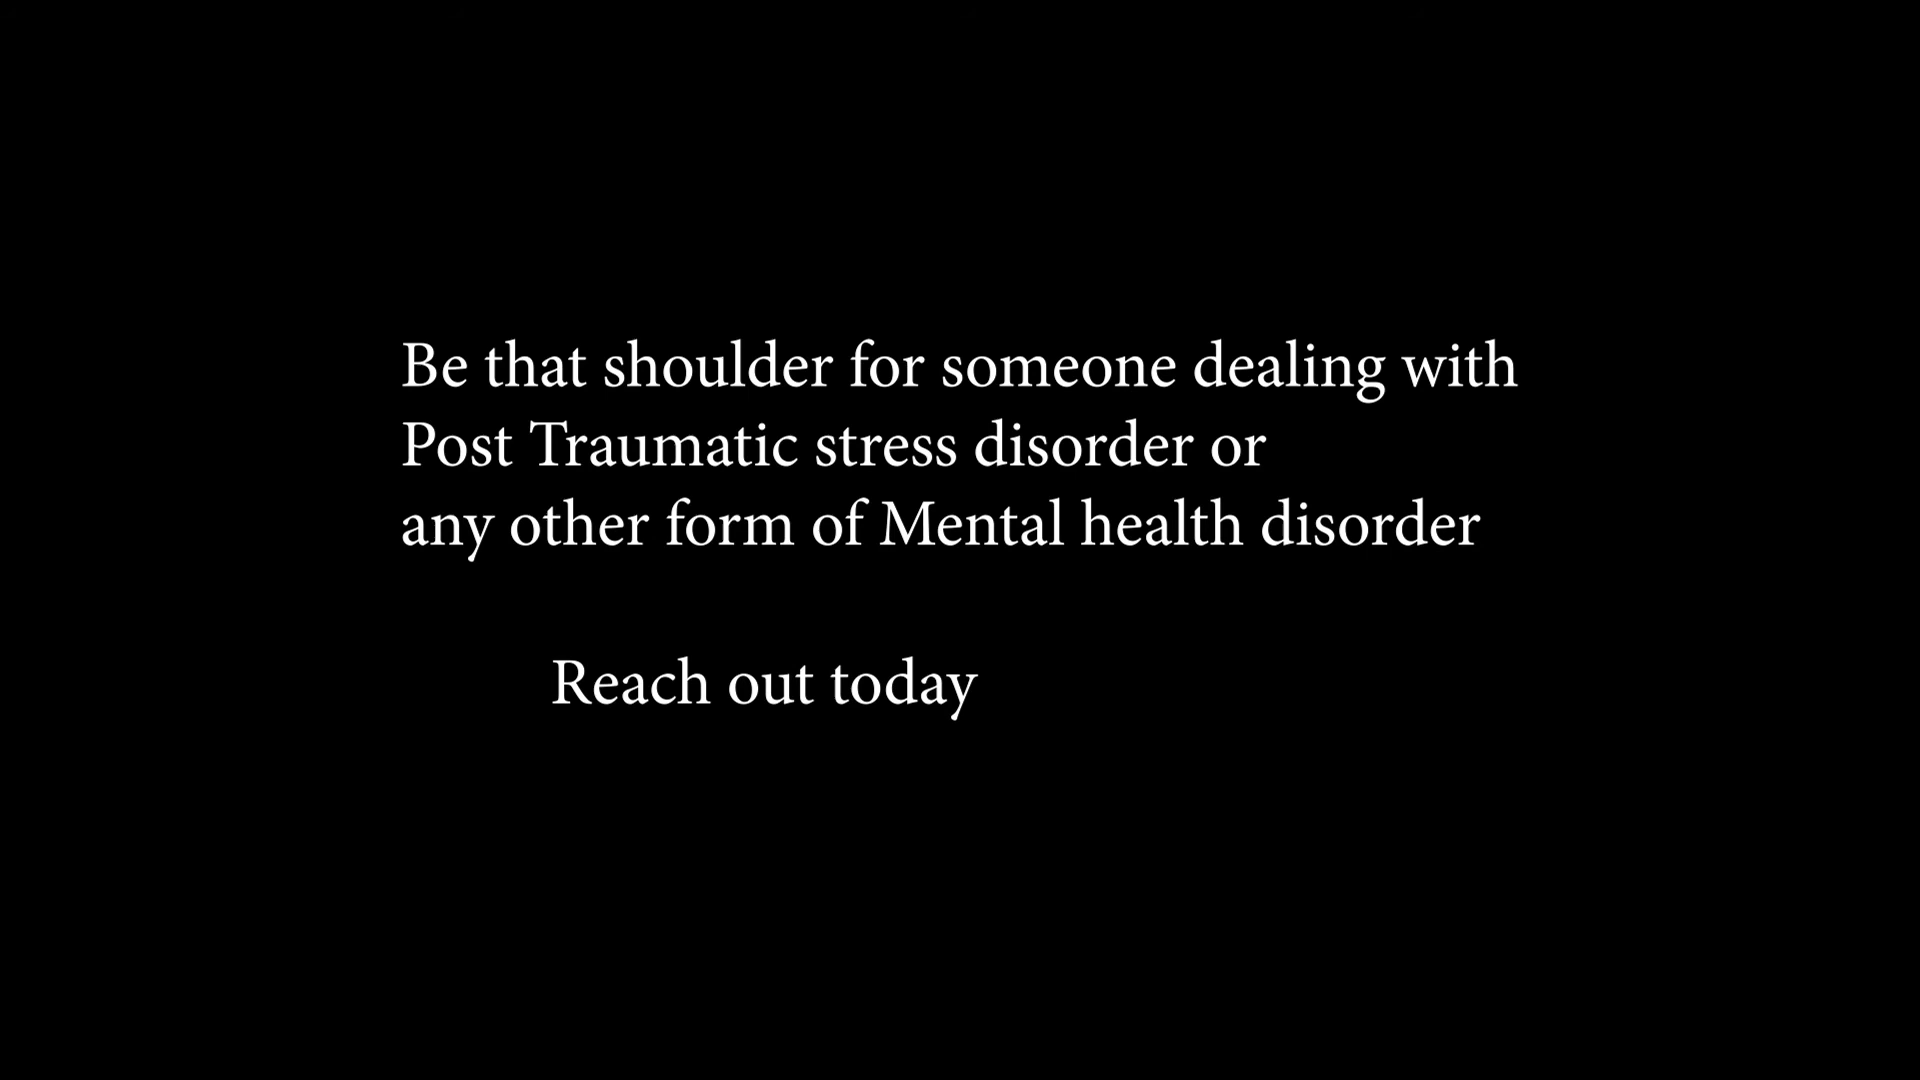 Be that shoulder for someone dealing with
Post Traumatic stress disorder or
any other form of Mental health disorder
Reach out today